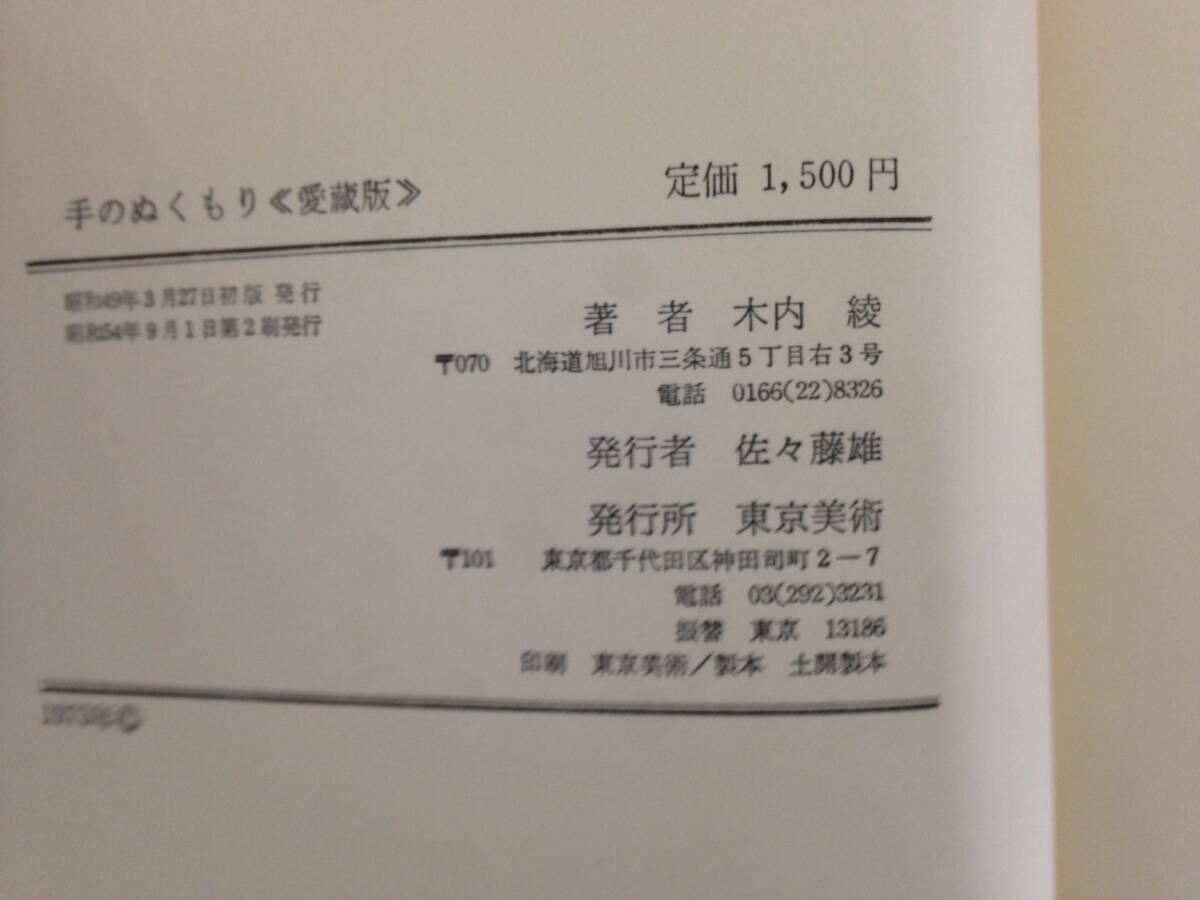 手のぬくもり≪愛蔵版≫
定価 1,500円
昭和49年3月27日初版 発行
昭和54年9月1日第2刷発行
著 者 木内 綾
〒070 北海道旭川市三条通5丁目右3号
電話 0166(22)8326
発行者 佐々藤雄
発行所 東京美術
〒101 東京都千代田区神田司町2―7
電話 03(292)3231
振替 東京 13186
印刷 東京美術/製本 土開製本